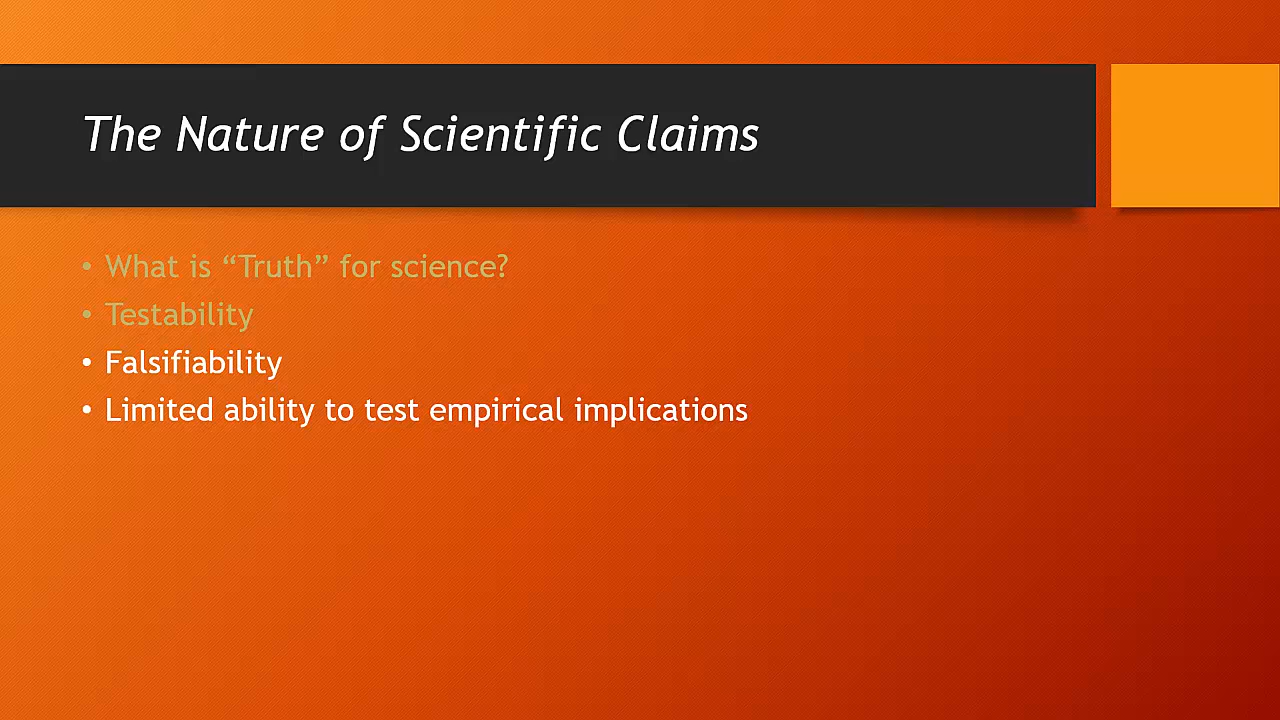 The Nature of Scientific Claims
• What is “Truth” for science?
• Testability
• Falsifiability
• Limited ability to test empirical implications